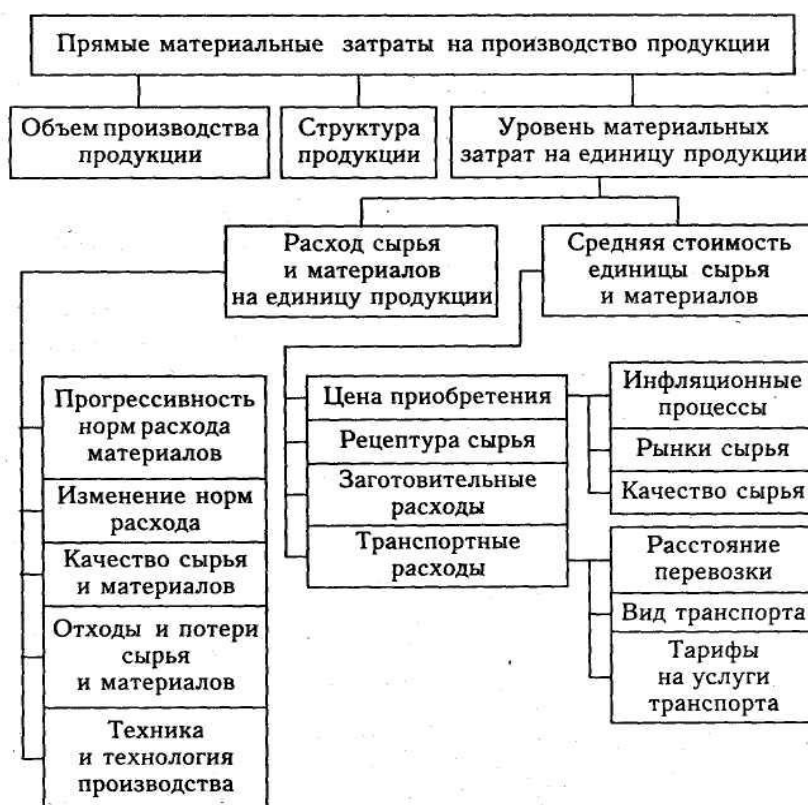 Прямые материальные затраты на производство продукции
Объем производства
продукции
Структура
продукции
Уровень материальных
затрат на единицу продукции
Расход сырья
и материалов
на единицу продукции
Средняя стоимость
единицы сырья
и материалов
Прогрессивность
норм расхода
материалов
Изменение норм
расхода
Качество сырья
и материалов
Отходы и потери
сырья
и материалов
Техника
и технология
производства
Цена приобретения
Рецептура сырья
Заготовительные
расходы
Транспортные
расходы
Инфляционные
процессы
Рынки сырья
Качество сырья
Расстояние
перевозки
Вид транспорта
Тарифы
на услуги
транспорта